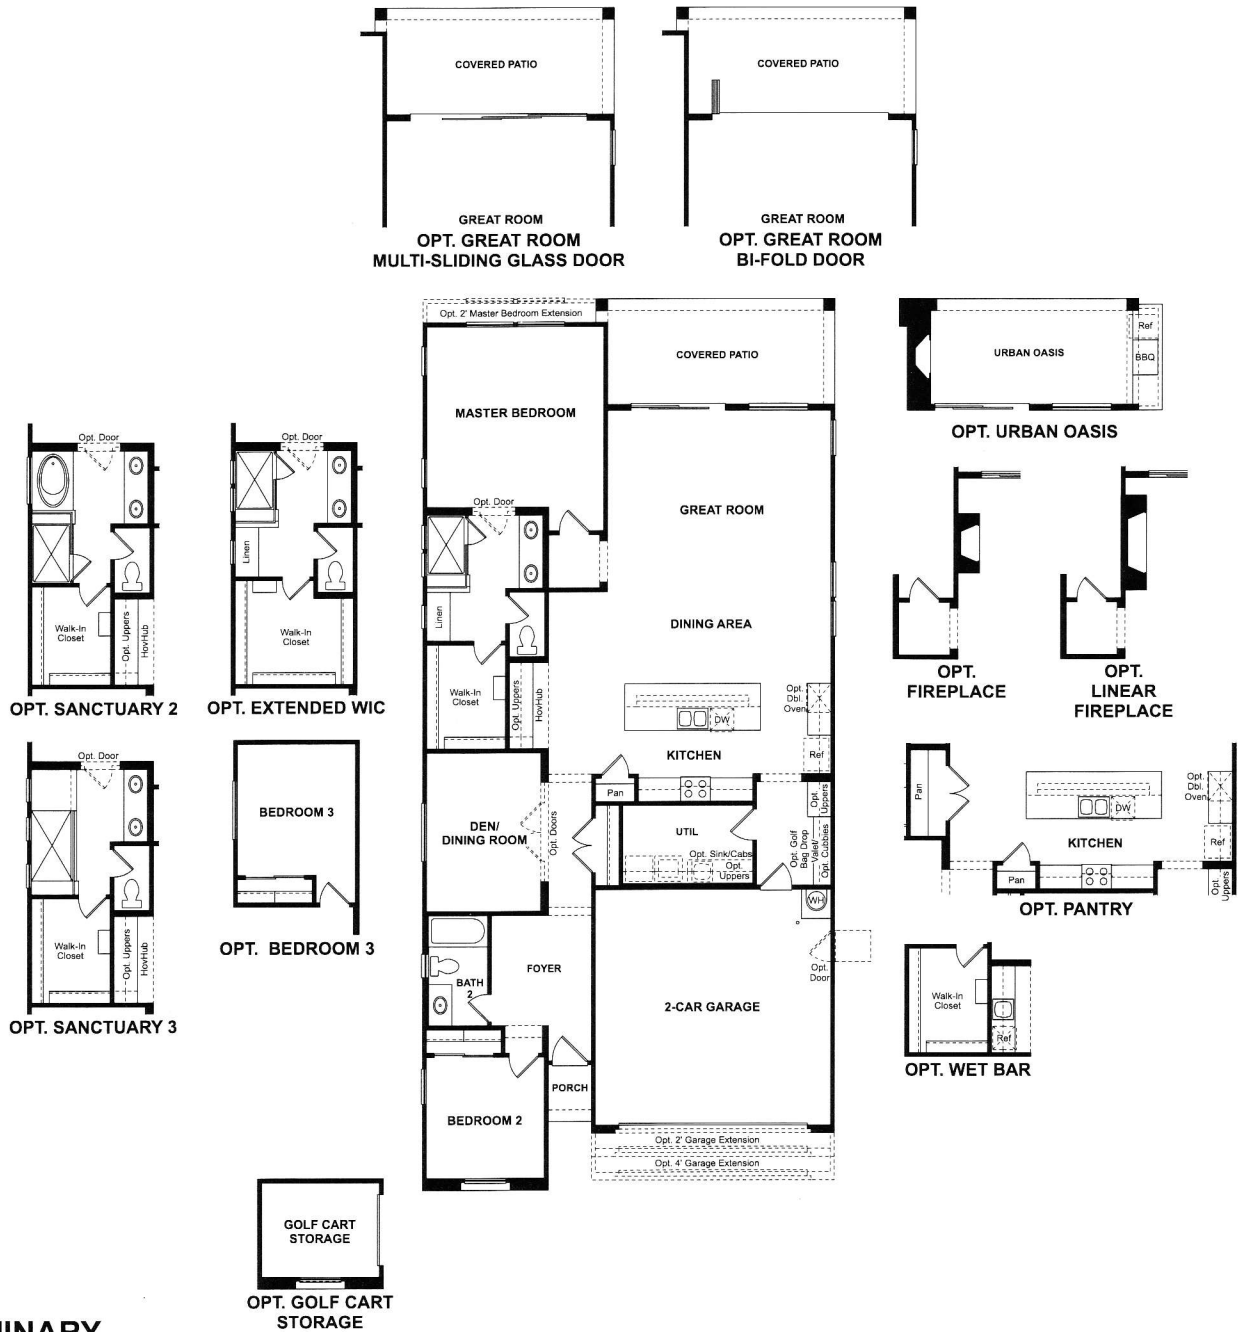 COVERED PATIO
GREAT ROOM
OPT. GREAT ROOM
MULTI-SLIDING GLASS DOOR
COVERED PATIO
GREAT ROOM
OPT. GREAT ROOM
BI-FOLD DOOR
Opt. 2' Master Bedroom Extension
COVERED PATIO
MASTER BEDROOM
Opt. Door
GREAT ROOM
Linen
DINING AREA
Walk-In
Closet
Opt. Uppers
HovHub
Opt.
Dbl.
Oven
DW
KITCHEN
Ref
Pan
DEN/
DINING ROOM
Opt. Doors
UTIL
Opt. Sink/Cabs
Opt.
Uppers
Opt.
Uppers
Opt. Golf
Bag Drop
Valet/
Opt. Cubbies
WH
Opt.
Door
BATH
2
FOYER
2-CAR GARAGE
PORCH
BEDROOM 2
Opt. 2' Garage Extension
Opt. 4' Garage Extension
URBAN OASIS
Ref
BBQ
OPT. URBAN OASIS
OPT.
FIREPLACE
OPT.
LINEAR
FIREPLACE
Pan
Opt.
Dbl.
Oven
DW
KITCHEN
Ref
Pan
Opt.
Uppers
OPT. PANTRY
Walk-In
Closet
Ref
OPT. WET BAR
Opt. Door
Walk-In
Closet
Opt. Uppers
HovHub
OPT. SANCTUARY 2
Opt. Door
Linen
Walk-In
Closet
OPT. EXTENDED WIC
Opt. Door
Walk-In
Closet
Opt. Uppers
HovHub
OPT. SANCTUARY 3
BEDROOM 3
OPT. BEDROOM 3
GOLF CART
STORAGE
OPT. GOLF CART
STORAGE